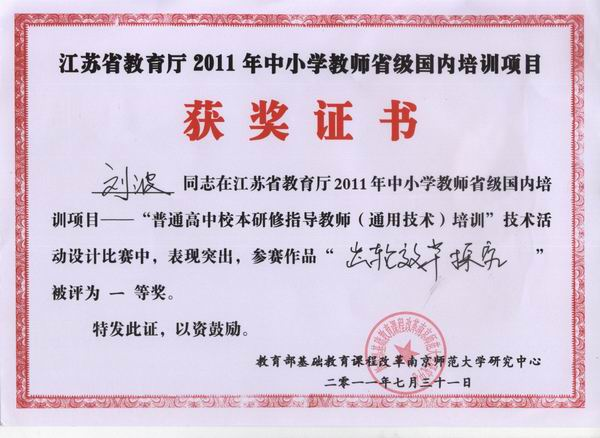 江苏省教育厅 2011 年中小学教师省级国内培训项目
获奖证书
刘波 同志在江苏省教育厅2011年中小学教师省级国内培
训项目——“普通高中校本研修指导教师（通用技术）培训”技术活
动设计比赛中，表现突出，参赛作品“ 齿轮效率探究 ”
被评为 一 等奖。
特发此证，以资鼓励。
教育部基础教育课程改革南京师范大学研究中心
二〇一一年七月三十一日